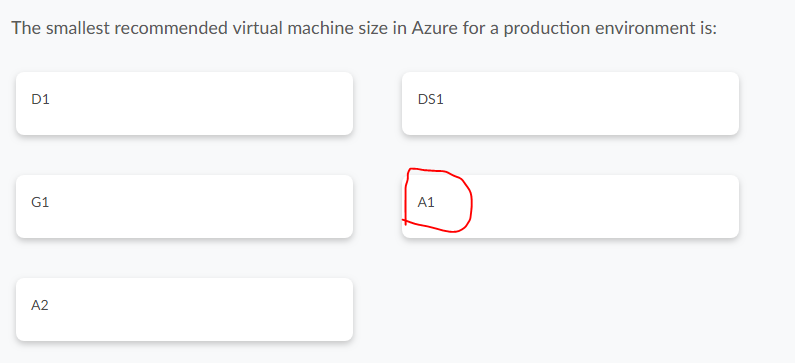 The smallest recommended virtual machine size in Azure for a production environment is:
D1
DS1
G1
A1
A2